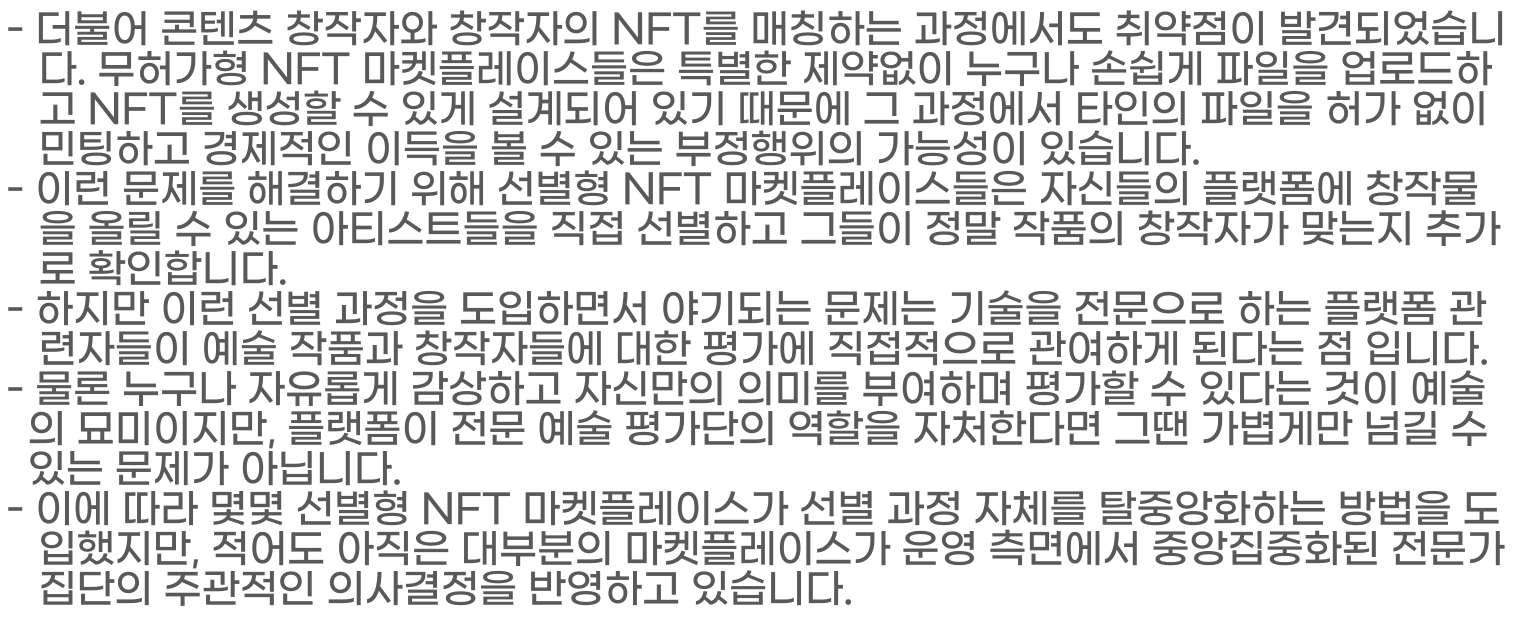 - 더불어 콘텐츠 창작자와 창작자의 NFT를 매칭하는 과정에서도 취약점이 발견되었습니
다. 무허가형 NFT 마켓플레이스들은 특별한 제약없이 누구나 손쉽게 파일을 업로드하
고 NFT를 생성할 수 있게 설계되어 있기 때문에 그 과정에서 타인의 파일을 허가 없이
민팅하고 경제적인 이득을 볼 수 있는 부정행위의 가능성이 있습니다.
- 이런 문제를 해결하기 위해 선별형 NFT 마켓플레이스들은 자신들의 플랫폼에 창작물
을 올릴 수 있는 아티스트들을 직접 선별하고 그들이 정말 작품의 창작자가 맞는지 추가
로 확인합니다.
- 하지만 이런 선별 과정을 도입하면서 야기되는 문제는 기술을 전문으로 하는 플랫폼 관
련자들이 예술 작품과 창작자들에 대한 평가에 직접적으로 관여하게 된다는 점 입니다.
- 물론 누구나 자유롭게 감상하고 자신만의 의미를 부여하며 평가할 수 있다는 것이 예술
의 묘미이지만, 플랫폼이 전문 예술 평가단의 역할을 자처한다면 그땐 가볍게만 넘길 수
있는 문제가 아닙니다.
- 이에 따라 몇몇 선별형 NFT 마켓플레이스가 선별 과정 자체를 탈중앙화하는 방법을 도
입했지만, 적어도 아직은 대부분의 마켓플레이스가 운영 측면에서 중앙집중화된 전문가
집단의 주관적인 의사결정을 반영하고 있습니다.